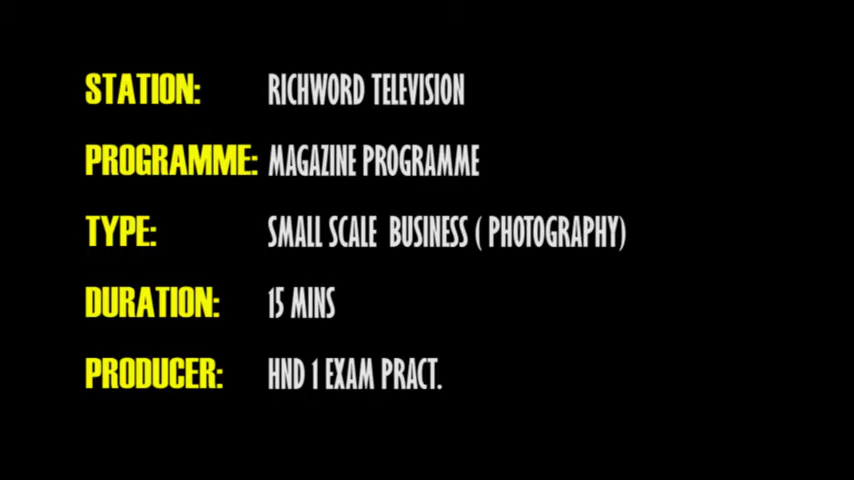 STATION: RICHWORD TELEVISION
PROGRAMME: MAGAZINE PROGRAMME
TYPE: SMALL SCALE BUSINESS ( PHOTOGRAPHY)
DURATION: 15 MINS
PRODUCER: HND 1 EXAM PRACT.